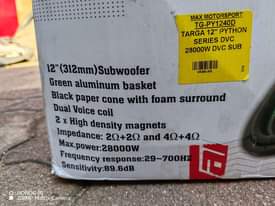 MAX MOTORSPORT
TG-PY1240D
TARGA 12" PYTHON
SERIES DVC
28000W DVC SUB
12"(312mm)Subwoofer
Green aluminum basket
Black paper cone with foam surround
Dual Voice coil
2 x High density magnets
Impedance: 2Ω+2Ω and 4Ω+4Ω
Max.power:28000W
Frequency response:29-700HZ
Sensitivity:89.6dB